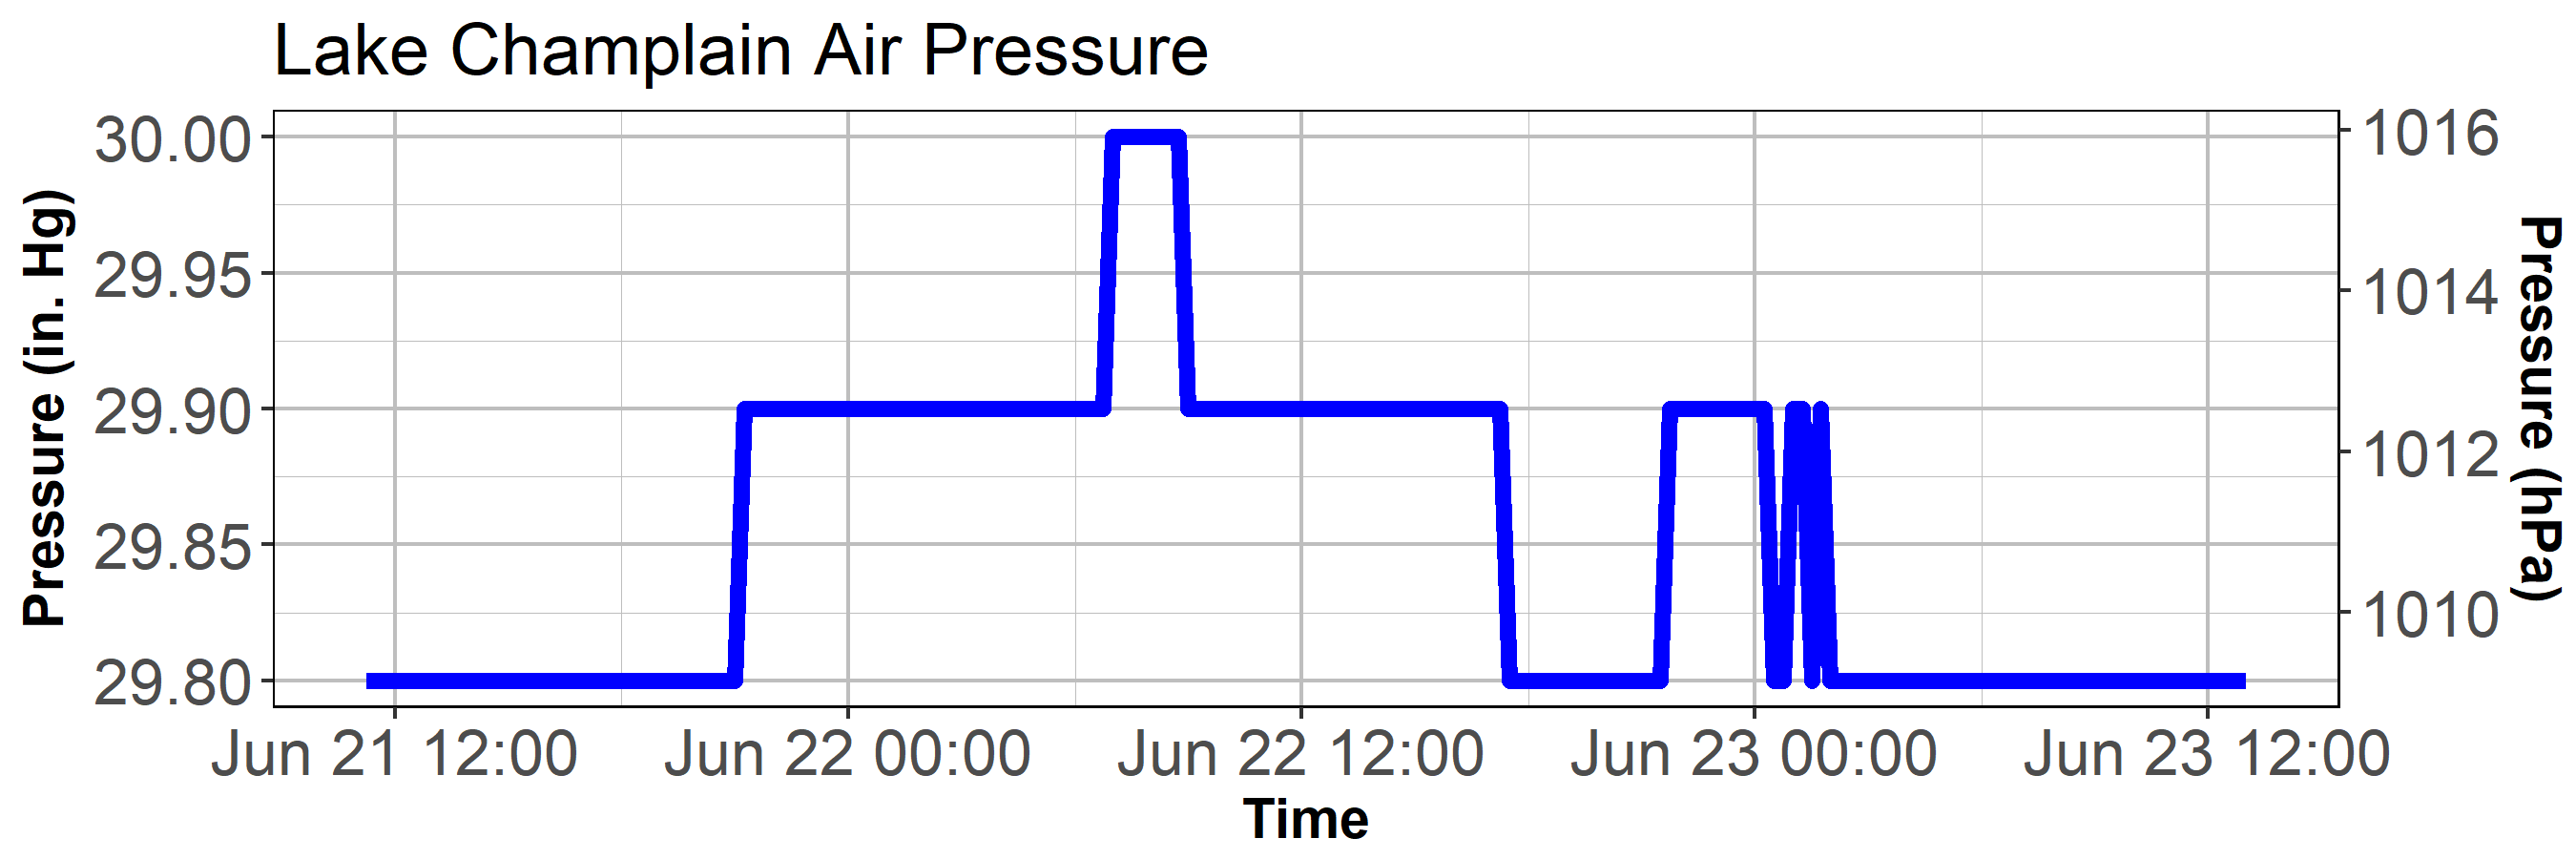 Lake Champlain Air Pressure
30.00
29.95
29.90
29.85
29.80
Pressure (in. Hg)
1016
1014
1012
1010
Pressure (hPa)
Jun 21 12:00
Jun 22 00:00
Jun 22 12:00
Jun 23 00:00
Jun 23 12:00
Time